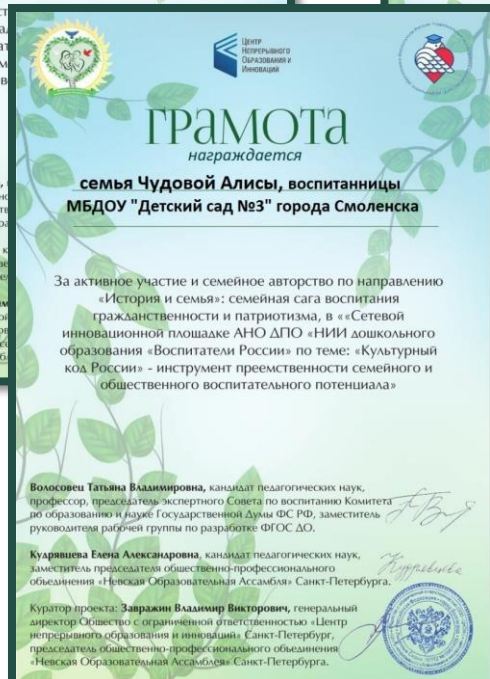 Центр
Непрерывного
Образования и
Инноваций
ГРАМОТА
награждается
семья Чудовой Алисы, воспитанницы
МБДОУ "Детский сад №3" города Смоленска
За активное участие и семейное авторство по направлению
«История и семья»: семейная сага воспитания
гражданственности и патриотизма, в ««Сетевой
инновационной площадке АНО ДПО «НИИ дошкольного
образования «Воспитатели России» по теме: «Культурный
код России» - инструмент преемственности семейного и
общественного воспитательного потенциала»
Волосовец Татьяна Владимировна, кандидат педагогических наук,
профессор, председатель экспертного Совета по воспитанию Комитета
по образованию и науке Государственной Думы ФС РФ, заместитель
руководителя рабочей группы по разработке ФГОС ДО.
Кудрявцева Елена Александровна, кандидат педагогических наук,
заместитель председателя общественно-профессионального
объединения «Невская Образовательная Ассамбля» Санкт-Петербурга.
Куратор проекта: Завражин Владимир Викторович, генеральный
директор Общество с ограниченной ответственностью «Центр
непрерывного образования и инноваций» Санкт-Петербург,
председатель общественно-профессионального объединения
«Невская Образовательная Ассамблея» Санкт-Петербурга.